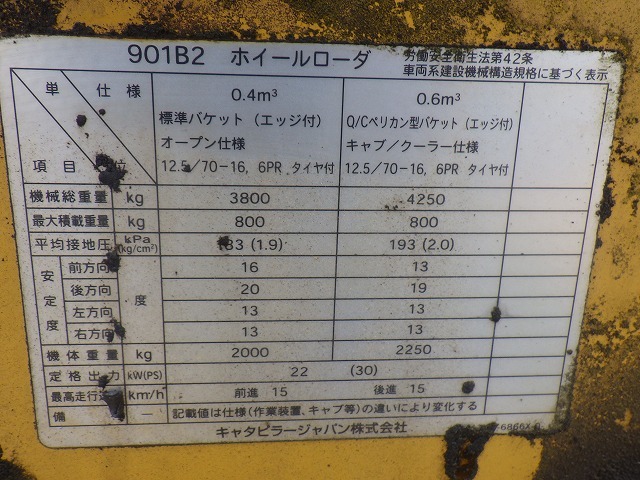 901B2 ホイールローダ
労働安全衛生法第42条
車両系建設機械構造規格に基づく表示
単 仕様
項目 位
0.4m³
標準バケット（エッジ付）
オープン仕様
12.5／70-16, 6PR タイヤ付
0.6m³
Q/Cペリカン型バケット（エッジ付）
キャブ／クーラー仕様
12.5／70-16, 6PR タイヤ付
機械総重量 kg 3800 4250
最大積載重量 kg 800 800
平均接地圧 kPa (kg/cm²) 33 (1.9) 193 (2.0)
安定度 度
前方向 16 13
後方向 20 19
左方向 13 13
右方向 13 13
機体重量 kg 2000 2250
定格出力 kW(PS) 22 (30)
最高走行 km/h 前進 15 後進 15
備 — 記載値は仕様（作業装置、キャブ等）の違いにより変化する
キャタピラージャパン株式会社